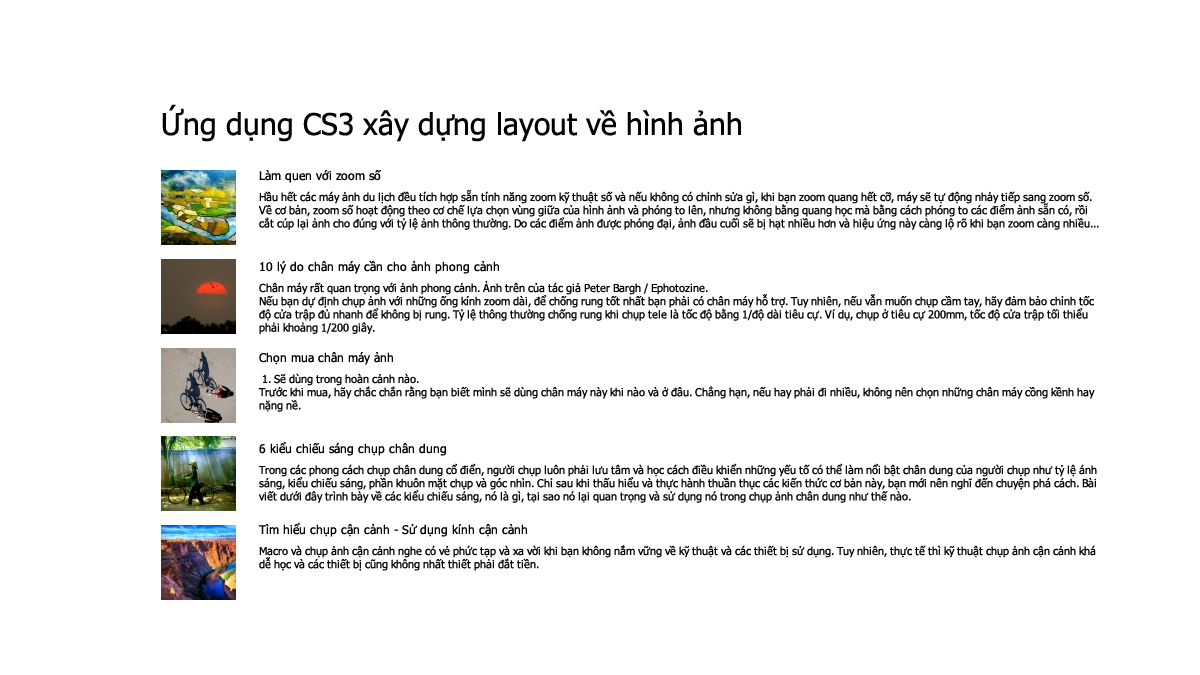 Ứng dụng CS3 xây dựng layout về hình ảnh
Làm quen với zoom số
Hầu hết các máy ảnh du lịch đều tích hợp sẵn tính năng zoom kỹ thuật số và nếu không có chỉnh sửa gì, khi bạn zoom quang hết cỡ, máy sẽ tự động nhảy tiếp sang zoom số.
Về cơ bản, zoom số hoạt động theo cơ chế lựa chọn vùng giữa của hình ảnh và phóng to lên, nhưng không bằng quang học mà bằng cách phóng to các điểm ảnh sẵn có, rồi
cắt cúp lại ảnh cho đúng với tỷ lệ ảnh thông thường. Do các điểm ảnh được phóng đại, ảnh đầu cuối sẽ bị hạt nhiều hơn và hiệu ứng này càng lộ rõ khi bạn zoom càng nhiều...
10 lý do chân máy cần cho ảnh phong cảnh
Chân máy rất quan trọng với ảnh phong cảnh. Ảnh trên của tác giả Peter Bargh / Ephotozine.
Nếu bạn dự định chụp ảnh với những ống kính zoom dài, để chống rung tốt nhất bạn phải có chân máy hỗ trợ. Tuy nhiên, nếu vẫn muốn chụp cầm tay, hãy đảm bảo chỉnh tốc
độ cửa trập đủ nhanh để không bị rung. Tỷ lệ thông thường chống rung khi chụp tele là tốc độ bằng 1/độ dài tiêu cự. Ví dụ, chụp ở tiêu cự 200mm, tốc độ cửa trập tối thiểu
phải khoảng 1/200 giây.
Chọn mua chân máy ảnh
1. Sẽ dùng trong hoàn cảnh nào.
Trước khi mua, hãy chắc chắn rằng bạn biết mình sẽ dùng chân máy này khi nào và ở đâu. Chẳng hạn, nếu hay phải đi nhiều, không nên chọn những chân máy cồng kềnh hay
nặng nề.
6 kiểu chiếu sáng chụp chân dung
Trong các phong cách chụp chân dung cổ điển, người chụp luôn phải lưu tâm và học cách điều khiển những yếu tố có thể làm nổi bật chân dung của người chụp như tỷ lệ ánh
sáng, kiểu chiếu sáng, phần khuôn mặt chụp và góc nhìn. Chỉ sau khi thấu hiểu và thực hành thuần thục các kiến thức cơ bản này, bạn mới nên nghĩ đến chuyện phá cách. Bài
viết dưới đây trình bày về các kiểu chiếu sáng, nó là gì, tại sao nó lại quan trọng và sử dụng nó trong chụp ảnh chân dung như thế nào.
Tìm hiểu chụp cận cảnh - Sử dụng kính cận cảnh
Macro và chụp ảnh cận cảnh nghe có vẻ phức tạp và xa vời khi bạn không nắm vững về kỹ thuật và các thiết bị sử dụng. Tuy nhiên, thực tế thì kỹ thuật chụp ảnh cận cảnh khá
dễ học và các thiết bị cũng không nhất thiết phải đắt tiền.